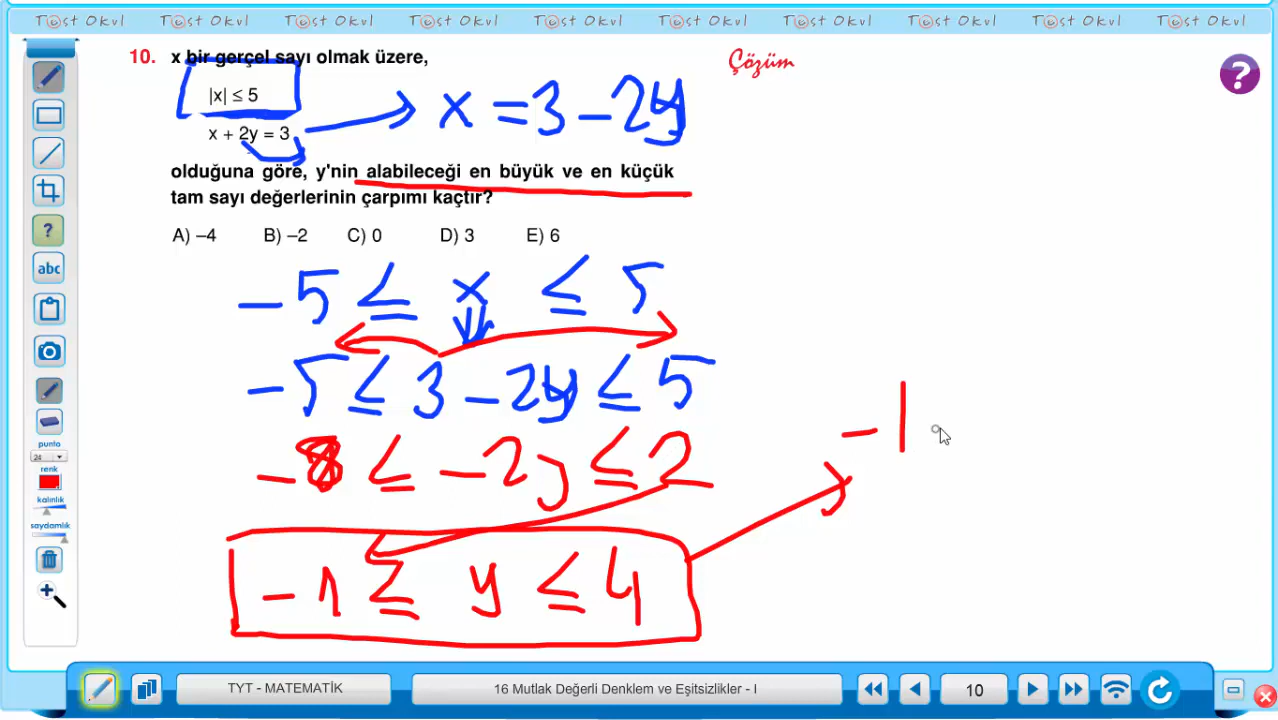 Test Okul Test Okul Test Okul Test Okul Test Okul Test Okul Test Okul Test Okul Test Okul Test Okul
10. x bir gerçel sayı olmak üzere,
|x| ≤ 5
x + 2y = 3
x = 3 - 2y
olduğuna göre, y'nin alabileceği en büyük ve en küçük
tam sayı değerlerinin çarpımı kaçtır?
A) –4 B) –2 C) 0 D) 3 E) 6
Çözüm
?
- 5 ≤ x ≤ 5
- 5 ≤ 3 - 2y ≤ 5
- 8 ≤ - 2y ≤ 2
- 1 ≤ y ≤ 4
- 1
?
abc
punto
24
renk
kalınlık
saydamlık
TYT - MATEMATİK
16 Mutlak Değerli Denklem ve Eşitsizlikler - I
10